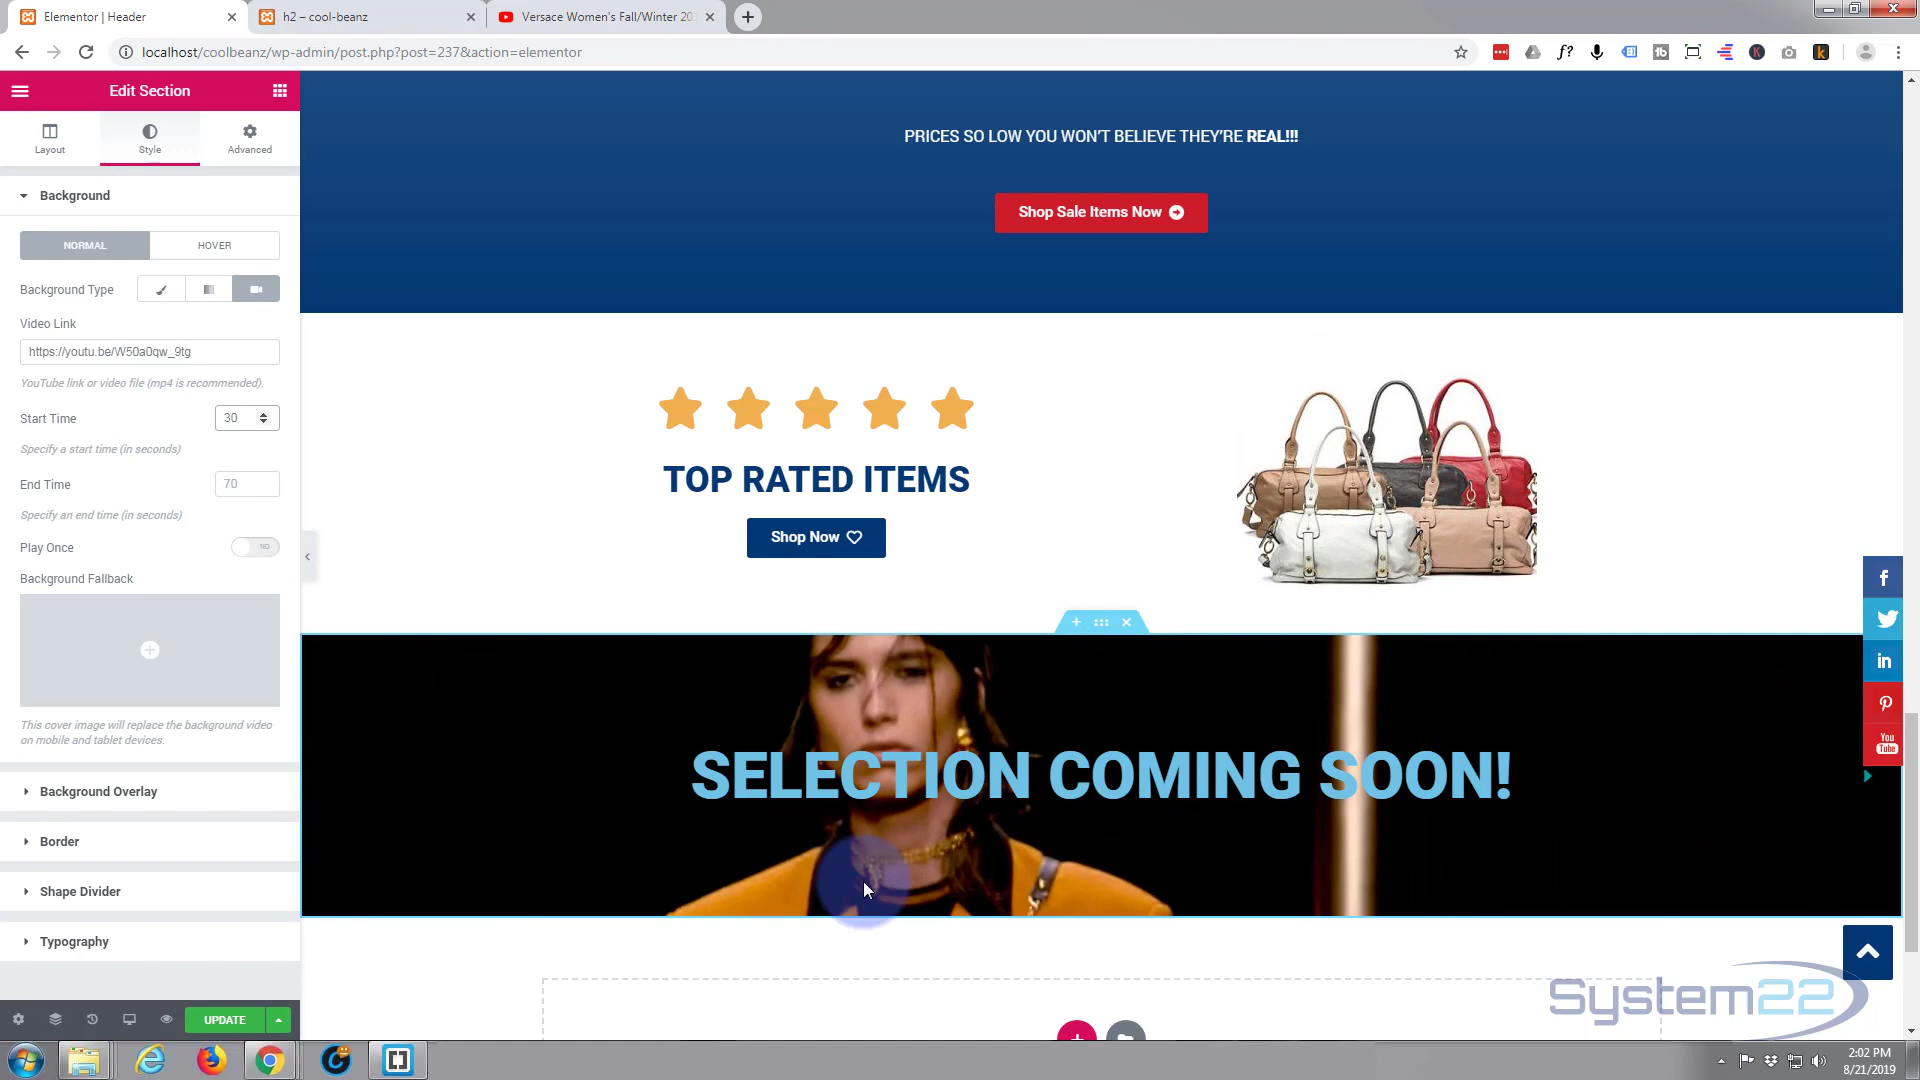 Elementor | Header
h2 – cool-beanz
Versace Women's Fall/Winter 20
localhost/coolbeanz/wp-admin/post.php?post=237&action=elementor
Edit Section
Layout
Style
Advanced
Background
NORMAL
HOVER
Background Type
Video Link
https://youtu.be/W50a0qw_9tg
YouTube link or video file (mp4 is recommended).
Start Time
30
Specify a start time (in seconds)
End Time
70
Specify an end time (in seconds)
Play Once
NO
Background Fallback
This cover image will replace the background video
on mobile and tablet devices.
Background Overlay
Border
Shape Divider
Typography
UPDATE
PRICES SO LOW YOU WON'T BELIEVE THEY'RE REAL!!!
Shop Sale Items Now
TOP RATED ITEMS
Shop Now
SELECTION COMING SOON!
You
Tube
System22
2:02 PM
8/21/2019